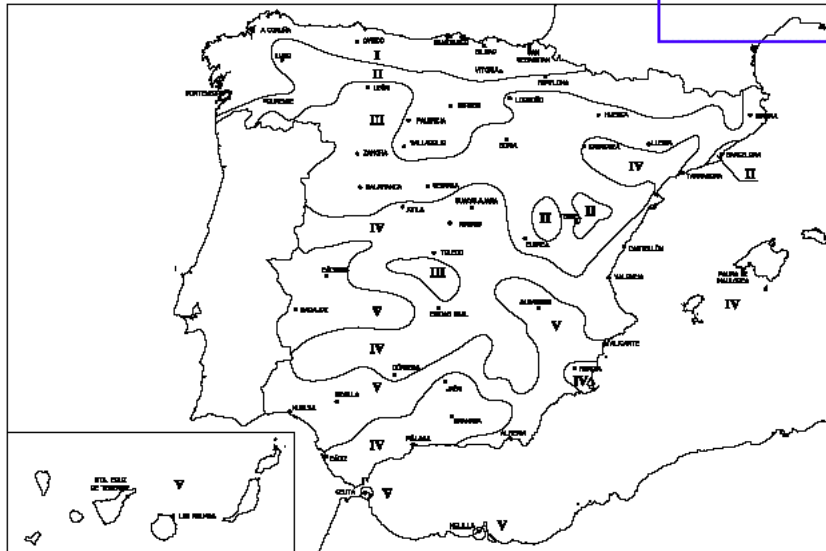 A CORUÑA
OVIEDO
SANTANDER
BILBAO
SAN
SEBASTIAN
LUGO
I
VITORIA
II
PAMPLONA
PONTEVEDRA
LEÓN
OURENSE
BURGOS
LOGROÑO
HUESCA
GIRONA
III
PALENCIA
VALLADOLID
SORIA
ZARAGOZA
LLEIDA
BARCELONA
ZAMORA
IV
TARRAGONA
II
SALAMANCA
SEGOVIA
GUADALAJARA
AVILA
MADRID
II
TERUEL
II
IV
CUENCA
CASTELLÓN
TOLEDO
CÁCERES
III
VALENCIA
PALMA DE
MALLORCA
IV
BADAJOZ
V
CIUDAD REAL
ALBACETE
V
IV
ALICANTE
CÓRDOBA
MURCIA
V
JAÉN
IV
SEVILLA
HUELVA
GRANADA
IV
MÁLAGA
ALMERIA
CÁDIZ
STA. CRUZ
DE TENERIFE
V
LAS PALMAS
CEUTA
V
MELILLA
V